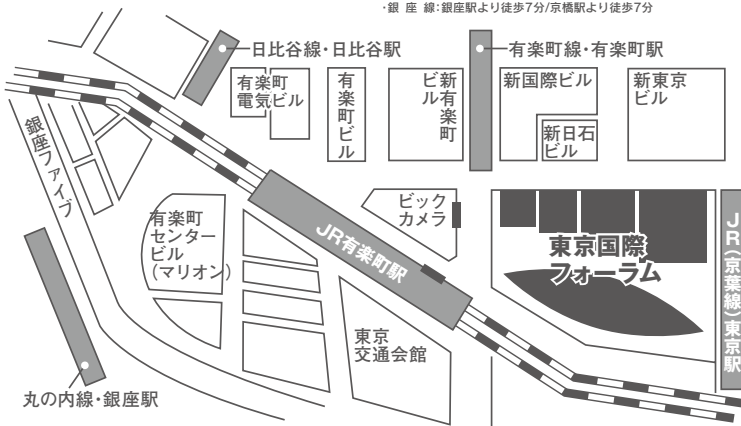 ・銀座線:銀座駅より徒歩7分/京橋駅より徒歩7分
日比谷線・日比谷駅
有楽町線・有楽町駅
有楽町
電気ビル
有楽町ビル
新有楽町
ビル
新国際ビル
新日石
ビル
新東京
ビル
銀座ファイブ
有楽町
センター
ビル
(マリオン)
JR有楽町駅
ビック
カメラ
東京国際
フォーラム
JR(京葉線)東京駅
東京
交通会館
丸の内線・銀座駅